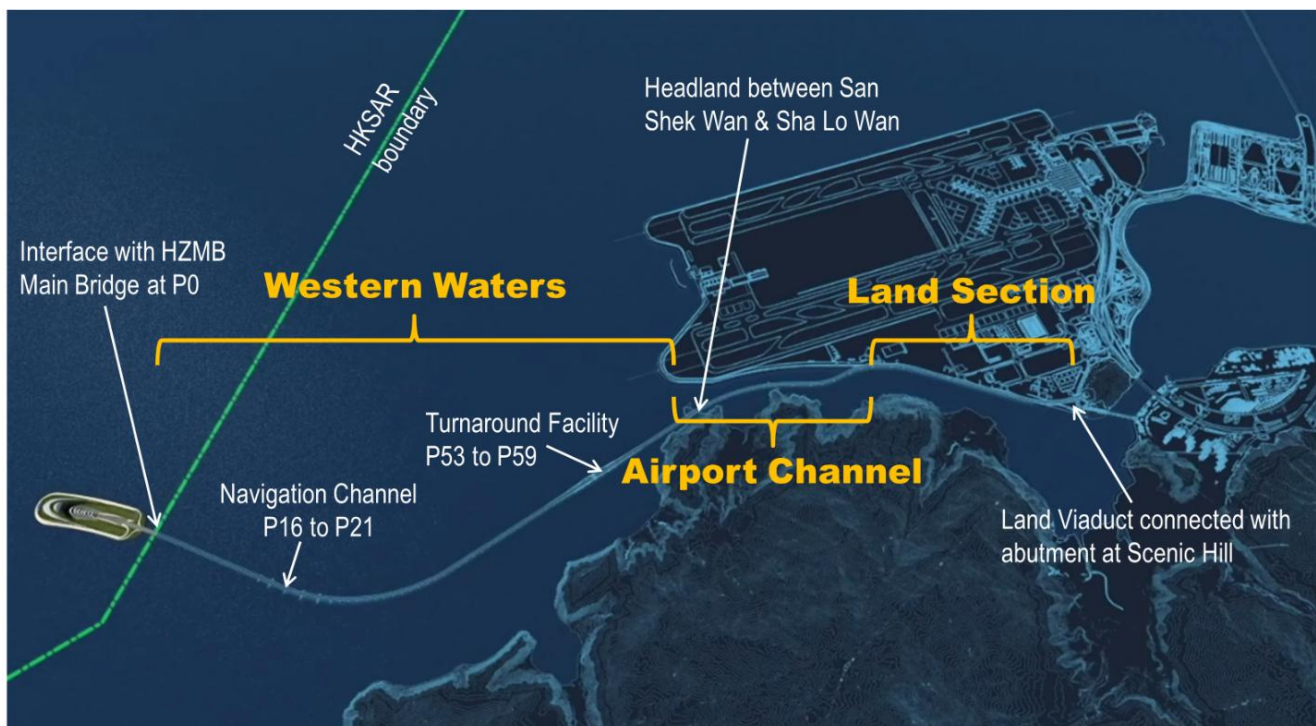 HKSAR
boundary
Headland between San
Shek Wan & Sha Lo Wan
Interface with HZMB
Main Bridge at P0
Western Waters
Land Section
Turnaround Facility
P53 to P59
Airport Channel
Navigation Channel
P16 to P21
Land Viaduct connected with
abutment at Scenic Hill